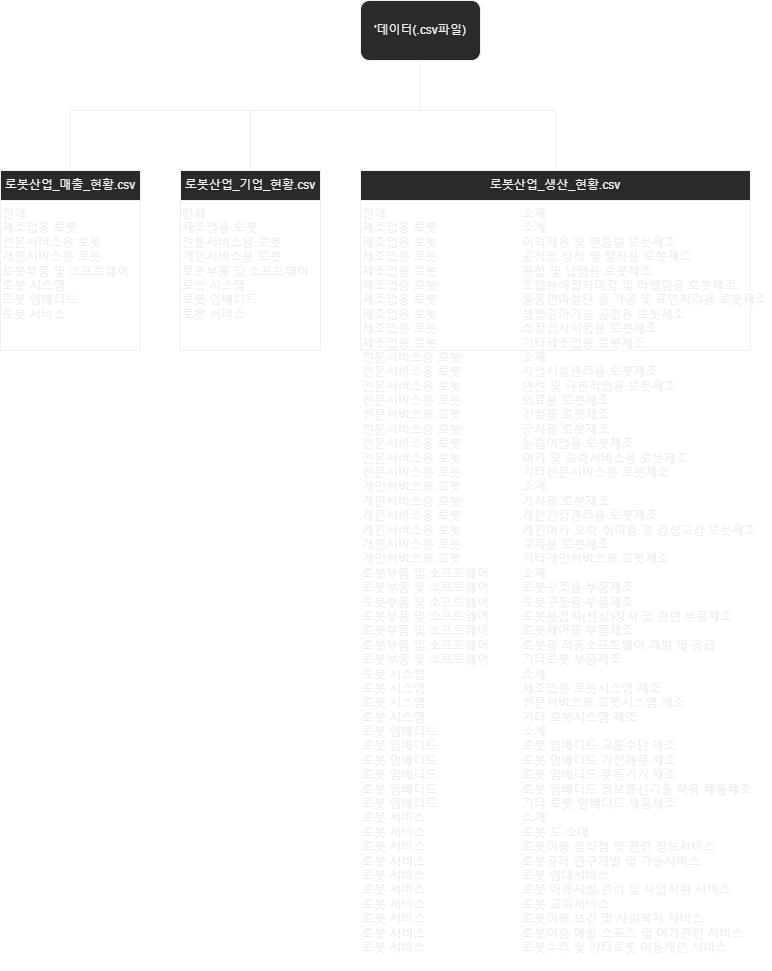 '데이터(.csv파일)
로봇산업_매출_현황.csv
로봇산업_기업_현황.csv
로봇산업_생산_현황.csv
전체
제조업용 로봇
전문서비스용 로봇
개인서비스용 로봇
로봇부품 및 소프트웨어
로봇 시스템
로봇 임베디드
로봇 서비스
전체
제조업용 로봇
전문서비스용 로봇
개인서비스용 로봇
로봇부품 및 소프트웨어
로봇 시스템
로봇 임베디드
로봇 서비스
전체 소계
제조업용 로봇 소계
제조업용 로봇 이적재용 및 핸들링 로봇제조
제조업용 로봇 공작물 장착 및 탈착용 로봇제조
제조업용 로봇 용접 및 납땜용 로봇제조
제조업용 로봇 조립분해접착마킹 및 라벨링용 로봇제조
제조업용 로봇 물품연마절단 등 가공 및 표면처리용 로봇제조
제조업용 로봇 생명공학기술 공정용 로봇제조
제조업용 로봇 측정검사시험용 로봇제조
제조업용 로봇 기타제조업용 로봇제조
전문서비스용 로봇 소계
전문서비스용 로봇 사업시설관리용 로봇제조
전문서비스용 로봇 안전 및 극한작업용 로봇제조
전문서비스용 로봇 의료용 로봇제조
전문서비스용 로봇 건설용 로봇제조
전문서비스용 로봇 군사용 로봇제조
전문서비스용 로봇 농림어업용 로봇제조
전문서비스용 로봇 여가 및 오락서비스용 로봇제조
전문서비스용 로봇 기타전문서비스용 로봇제조
개인서비스용 로봇 소계
개인서비스용 로봇 가사용 로봇제조
개인서비스용 로봇 개인건강관리용 로봇제조
개인서비스용 로봇 개인여가·오락·취미용 및 감성교감 로봇제조
개인서비스용 로봇 교육용 로봇제조
개인서비스용 로봇 기타개인서비스용 로봇제조
로봇부품 및 소프트웨어 소계
로봇부품 및 소프트웨어 로봇구조용 부품제조
로봇부품 및 소프트웨어 로봇구동용 부품제조
로봇부품 및 소프트웨어 로봇용감지(센싱)장치 및 관련 부품제조
로봇부품 및 소프트웨어 로봇제어용 부품제조
로봇부품 및 소프트웨어 로봇용 작동소프트웨어 개발 및 공급
로봇부품 및 소프트웨어 기타로봇 부품제조
로봇 시스템 소계
로봇 시스템 제조업용 로봇시스템 제조
로봇 시스템 전문서비스용 로봇시스템 제조
로봇 시스템 기타 로봇시스템 제조
로봇 임베디드 소계
로봇 임베디드 로봇 임베디드 교통수단 제조
로봇 임베디드 로봇 임베디드 가전제품 제조
로봇 임베디드 로봇 임베디드 운동기기 제조
로봇 임베디드 로봇 임베디드 정보통신기술 적용 제품제조
로봇 임베디드 기타 로봇 임베디드 제품제조
로봇 서비스 소계
로봇 서비스 로봇 도·소매
로봇 서비스 로봇이용 음식점 및 관련 정보서비스
로봇 서비스 로봇공학 연구개발 및 기술서비스
로봇 서비스 로봇 임대서비스
로봇 서비스 로봇 이용시설 관리 및 사업지원 서비스
로봇 서비스 로봇 교육서비스
로봇 서비스 로봇이용 보건 및 사회복지 서비스
로봇 서비스 로봇이용 예술·스포츠 및 여가관련 서비스
로봇 서비스 로봇수리 및 기타로봇 이용개인 서비스